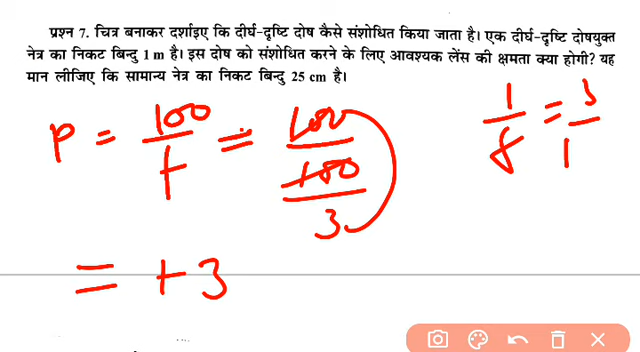 प्रश्न 7. चित्र बनाकर दर्शाइए कि दीर्घ-दृष्टि दोष कैसे संशोधित किया जाता है। एक दीर्घ-दृष्टि दोषयुक्त
नेत्र का निकट बिन्दु 1 m है। इस दोष को संशोधित करने के लिए आवश्यक लेंस की क्षमता क्या होगी? यह
मान लीजिए कि सामान्य नेत्र का निकट बिन्दु 25 cm है।
P = 100/f = 100/(100/3)
1/f = 3/1
= +3